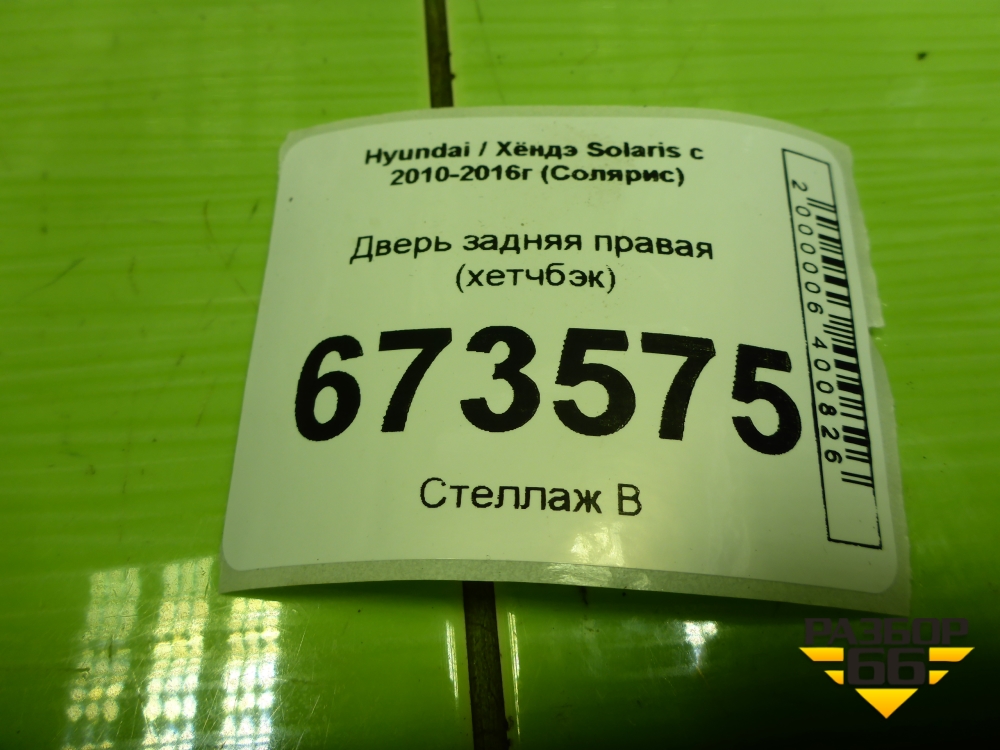 Hyundai / Хёндэ Solaris с
2010-2016г (Солярис)
Дверь задняя правая
(хетчбэк)
673575
Стеллаж В
2000006400826
РАЗБОР
66